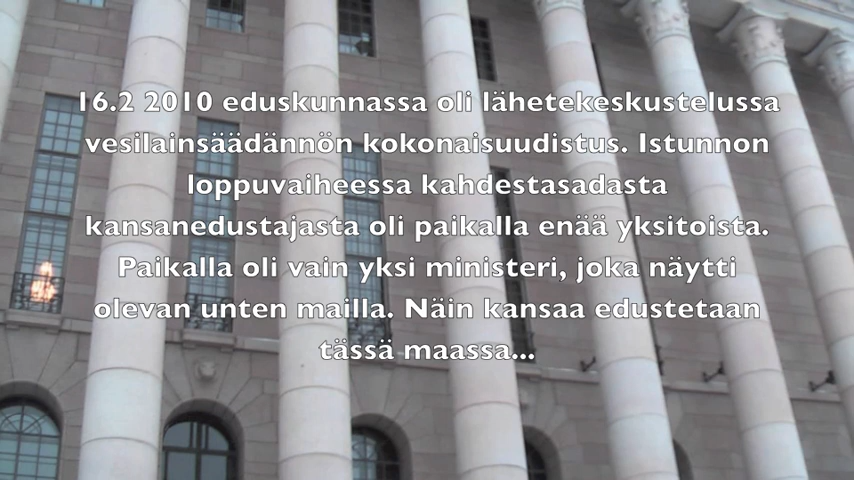 16.2 2010 eduskunnassa oli lähetekeskustelussa
vesilainsäädännön kokonaisuudistus. Istunnon
loppuvaiheessa kahdestasadasta
kansanedustajasta oli paikalla enää yksitoista.
Paikalla oli vain yksi ministeri, joka näytti
olevan unten mailla. Näin kansaa edustetaan
tässä maassa...